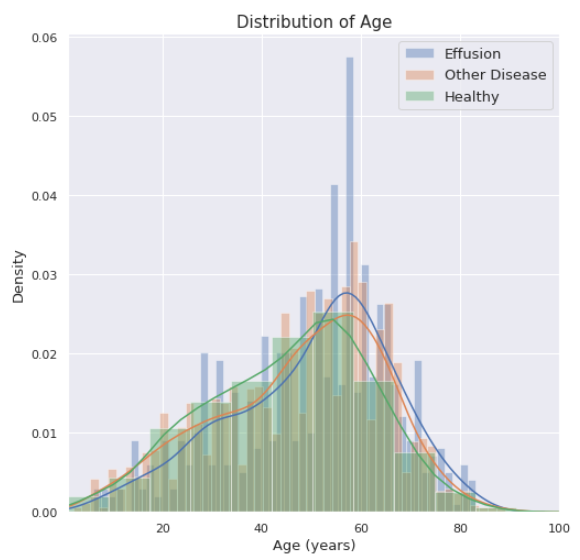 Distribution of Age
0.06
Effusion
Other Disease
Healthy
0.05
0.04
Density
0.03
0.02
0.01
0.00
20 40 60 80 100
Age (years)